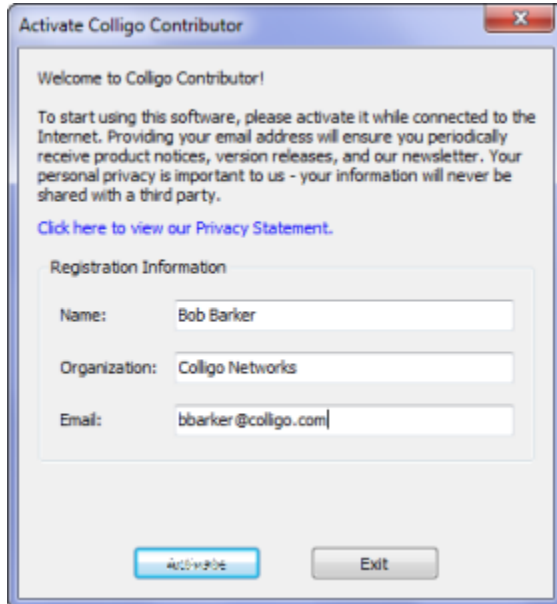 Activate Colligo Contributor
Welcome to Colligo Contributor!
To start using this software, please activate it while connected to the
Internet. Providing your email address will ensure you periodically
receive product notices, version releases, and our newsletter. Your
personal privacy is important to us - your information will never be
shared with a third party.
Click here to view our Privacy Statement.
Registration Information
Name: Bob Barker
Organization: Colligo Networks
Email: bbarker@colligo.com
Activate Exit